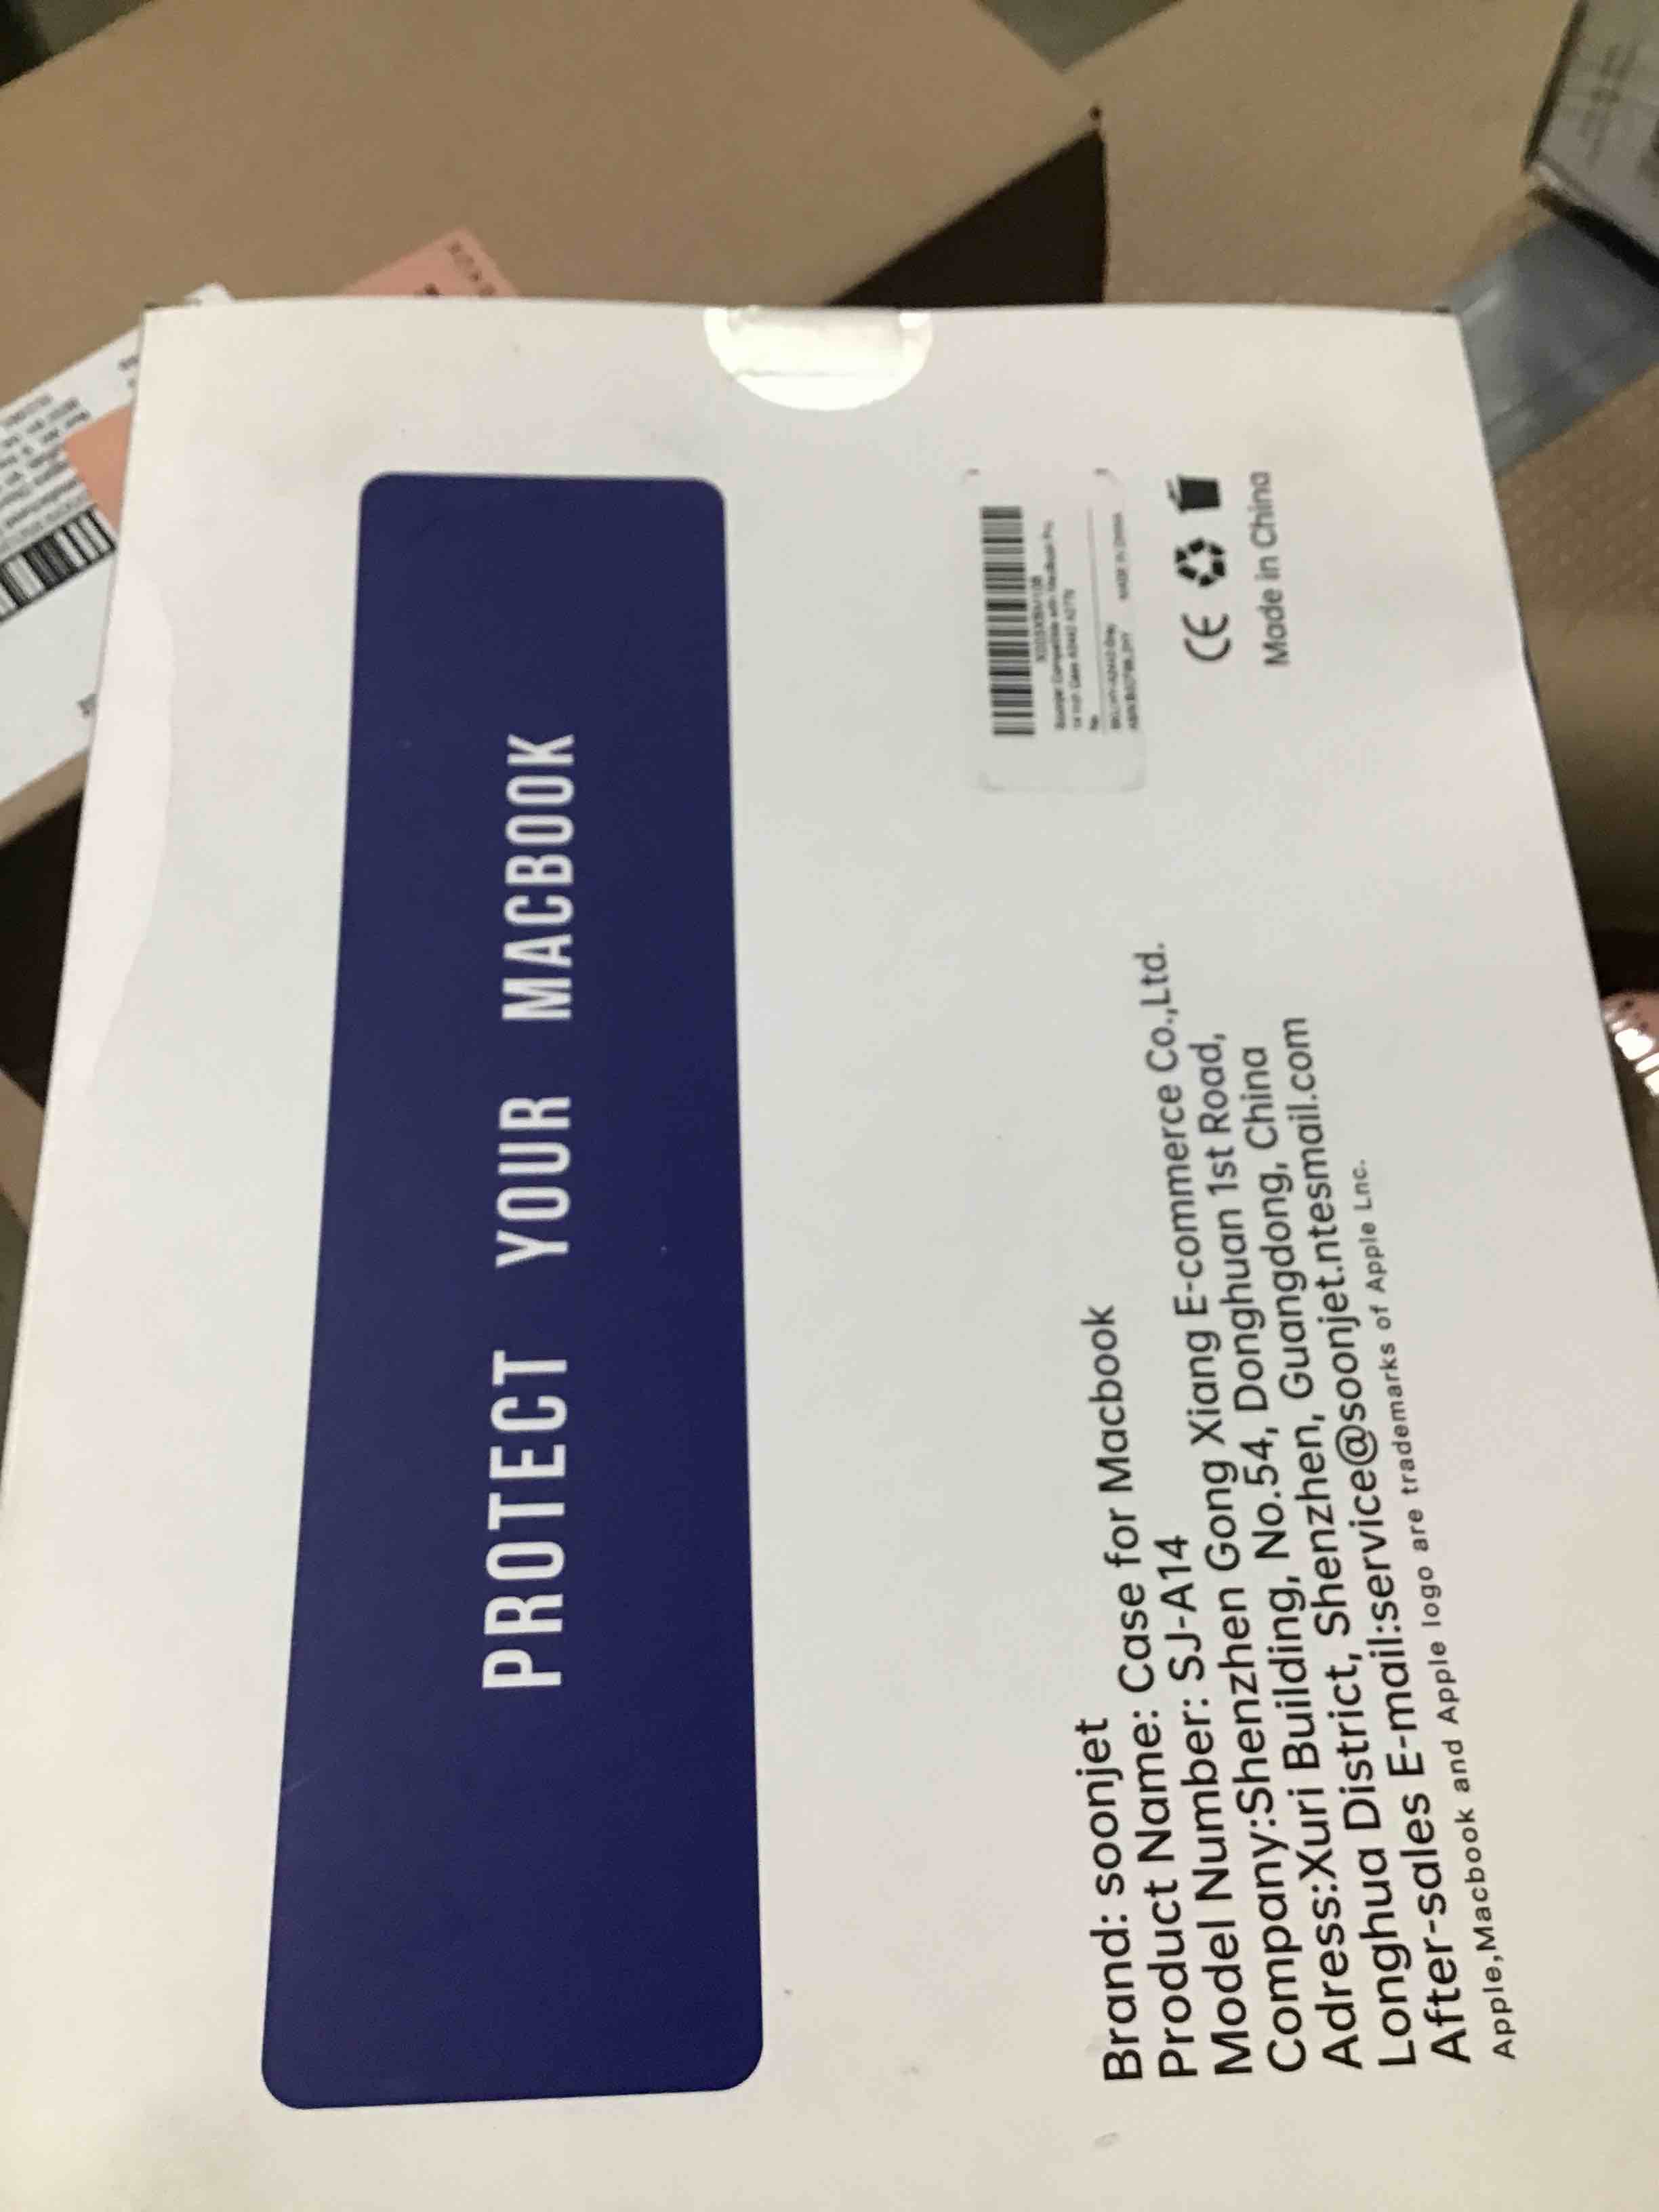 PROTECT YOUR MACBOOK
Brand: soonjet
Product Name: Case for Macbook
Model Number: SJ-A14
Company:Shenzhen Gong Xiang E-commerce Co.,Ltd.
Adress:Xuri Building, No.54, Donghuan 1st Road,
Longhua District, Shenzhen, Guangdong, China
After-sales E-mail:service@soonjet.ntesmail.com
Apple,Macbook and Apple logo are trademarks of Apple Lnc.
CE
Made in China